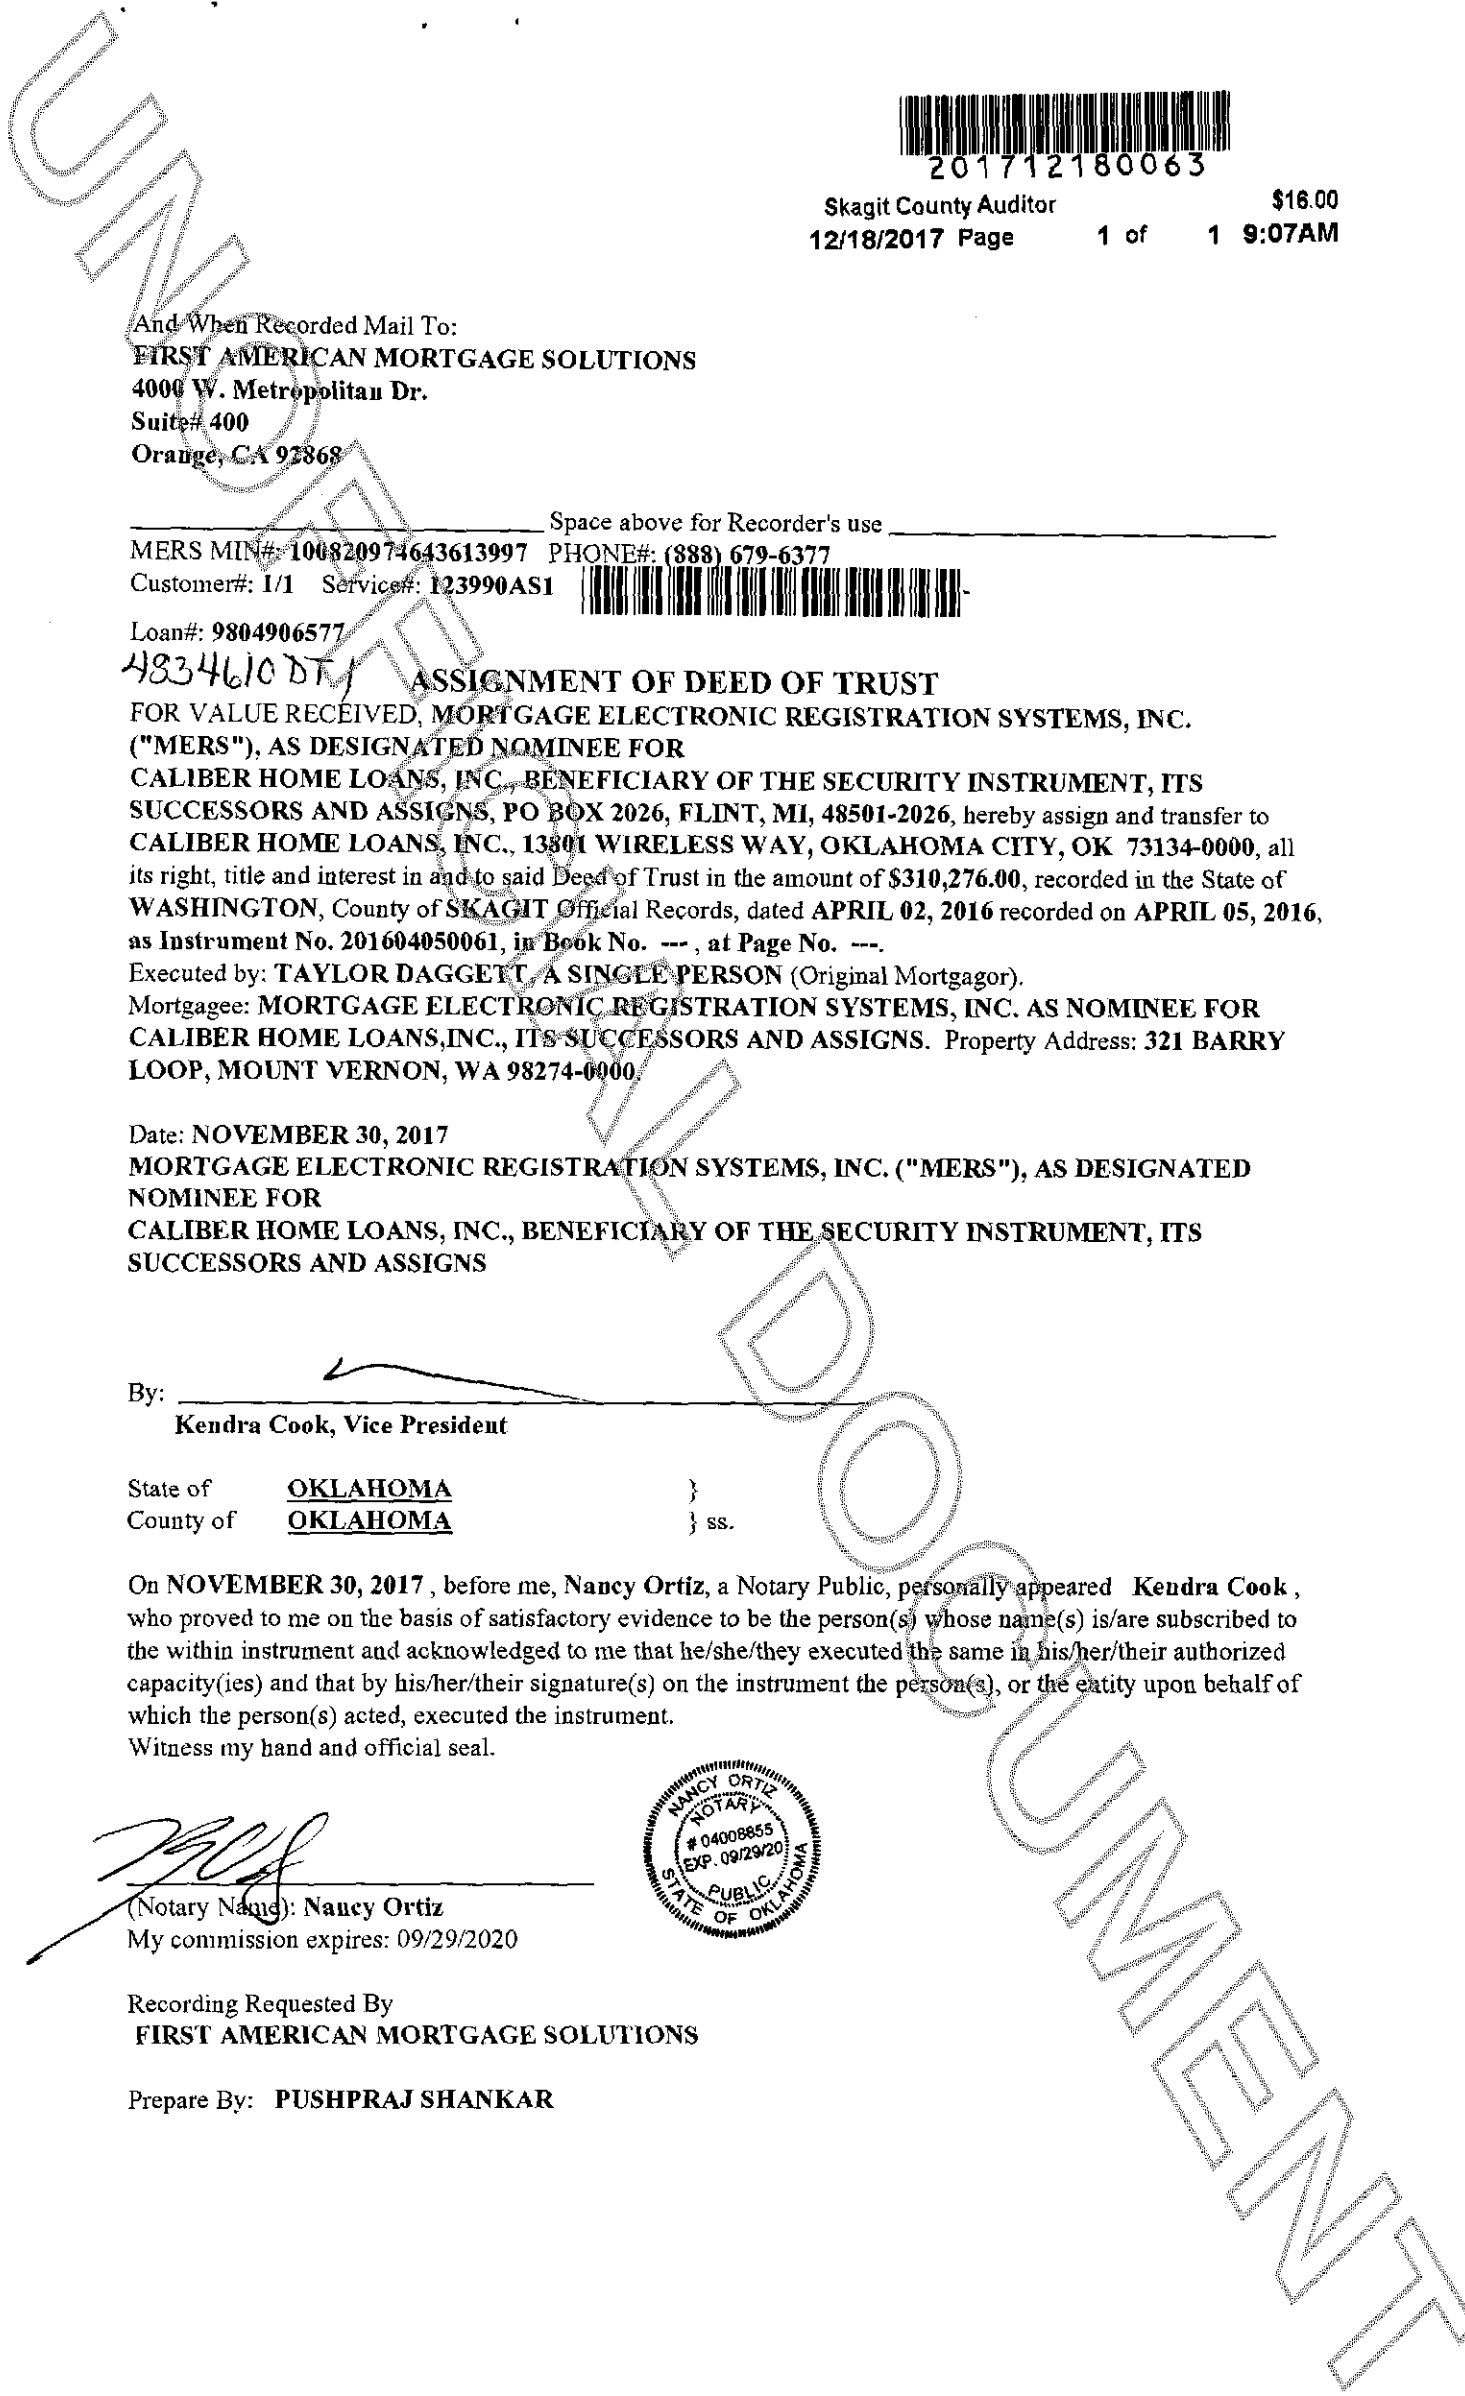 201712180063
Skagit County Auditor $16.00
12/18/2017 Page 1 of 1 9:07AM
And When Recorded Mail To:
FIRST AMERICAN MORTGAGE SOLUTIONS
4000 W. Metropolitan Dr.
Suite# 400
Orange, CA 92868
Space above for Recorder's use
MERS MIN#: 100820974643613997 PHONE#: (888) 679-6377
Customer#: 1/1 Service#: 123990AS1
Loan#: 9804906577
4834610 DT/
ASSIGNMENT OF DEED OF TRUST
FOR VALUE RECEIVED, MORTGAGE ELECTRONIC REGISTRATION SYSTEMS, INC.
("MERS"), AS DESIGNATED NOMINEE FOR
CALIBER HOME LOANS, INC., BENEFICIARY OF THE SECURITY INSTRUMENT, ITS
SUCCESSORS AND ASSIGNS, PO BOX 2026, FLINT, MI, 48501-2026, hereby assign and transfer to
CALIBER HOME LOANS, INC., 13801 WIRELESS WAY, OKLAHOMA CITY, OK 73134-0000, all
its right, title and interest in and to said Deed of Trust in the amount of $310,276.00, recorded in the State of
WASHINGTON, County of SKAGIT Official Records, dated APRIL 02, 2016 recorded on APRIL 05, 2016,
as Instrument No. 201604050061, in Book No. --- , at Page No. ---.
Executed by: TAYLOR DAGGETT, A SINGLE PERSON (Original Mortgagor).
Mortgagee: MORTGAGE ELECTRONIC REGISTRATION SYSTEMS, INC. AS NOMINEE FOR
CALIBER HOME LOANS,INC., ITS SUCCESSORS AND ASSIGNS. Property Address: 321 BARRY
LOOP, MOUNT VERNON, WA 98274-0000.
Date: NOVEMBER 30, 2017
MORTGAGE ELECTRONIC REGISTRATION SYSTEMS, INC. ("MERS"), AS DESIGNATED
NOMINEE FOR
CALIBER HOME LOANS, INC., BENEFICIARY OF THE SECURITY INSTRUMENT, ITS
SUCCESSORS AND ASSIGNS
By:
Kendra Cook, Vice President
State of OKLAHOMA }
County of OKLAHOMA } ss.
On NOVEMBER 30, 2017 , before me, Nancy Ortiz, a Notary Public, personally appeared Kendra Cook ,
who proved to me on the basis of satisfactory evidence to be the person(s) whose name(s) is/are subscribed to
the within instrument and acknowledged to me that he/she/they executed the same in his/her/their authorized
capacity(ies) and that by his/her/their signature(s) on the instrument the person(s), or the entity upon behalf of
which the person(s) acted, executed the instrument.
Witness my hand and official seal.
NANCY ORTIZ
NOTARY
# 04008855
EXP. 09/29/20
PUBLIC
STATE OF OKLAHOMA
(Notary Name): Nancy Ortiz
My commission expires: 09/29/2020
Recording Requested By
FIRST AMERICAN MORTGAGE SOLUTIONS
Prepare By: PUSHPRAJ SHANKAR
UNOFFICIAL DOCUMENT